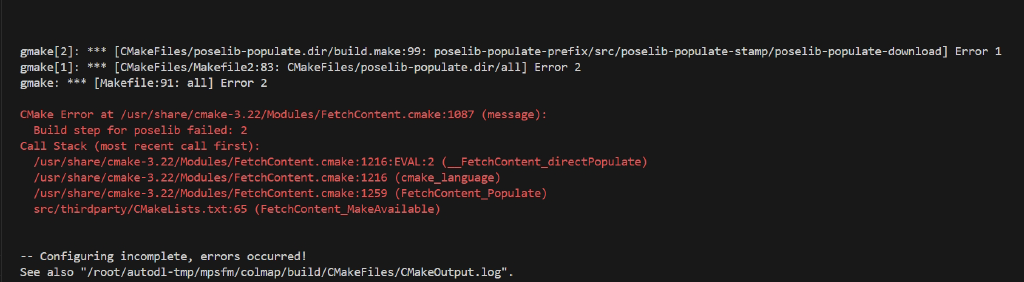 gmake[2]: *** [CMakeFiles/poselib-populate.dir/build.make:99: poselib-populate-prefix/src/poselib-populate-stamp/poselib-populate-download] Error 1
gmake[1]: *** [CMakeFiles/Makefile2:83: CMakeFiles/poselib-populate.dir/all] Error 2
gmake: *** [Makefile:91: all] Error 2
CMake Error at /usr/share/cmake-3.22/Modules/FetchContent.cmake:1087 (message):
Build step for poselib failed: 2
Call Stack (most recent call first):
/usr/share/cmake-3.22/Modules/FetchContent.cmake:1216:EVAL:2 (__FetchContent_directPopulate)
/usr/share/cmake-3.22/Modules/FetchContent.cmake:1216 (cmake_language)
/usr/share/cmake-3.22/Modules/FetchContent.cmake:1259 (FetchContent_Populate)
src/thirdparty/CMakeLists.txt:65 (FetchContent_MakeAvailable)
-- Configuring incomplete, errors occurred!
See also "/root/autodl-tmp/mpsfm/colmap/build/CMakeFiles/CMakeOutput.log".